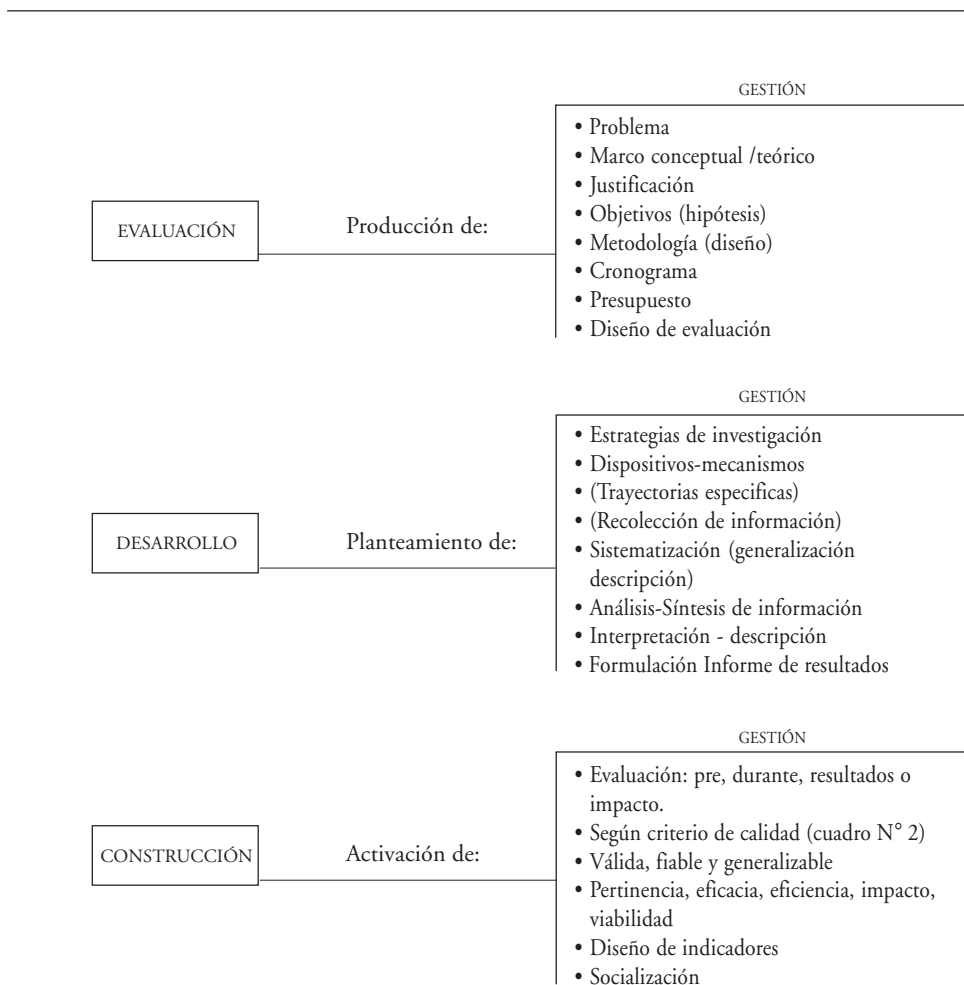 GESTIÓN
EVALUACIÓN
Producción de:
• Problema
• Marco conceptual /teórico
• Justificación
• Objetivos (hipótesis)
• Metodología (diseño)
• Cronograma
• Presupuesto
• Diseño de evaluación
GESTIÓN
DESARROLLO
Planteamiento de:
• Estrategias de investigación
• Dispositivos-mecanismos
• (Trayectorias especificas)
• (Recolección de información)
• Sistematización (generalización
descripción)
• Análisis-Síntesis de información
• Interpretación - descripción
• Formulación Informe de resultados
GESTIÓN
CONSTRUCCIÓN
Activación de:
• Evaluación: pre, durante, resultados o
impacto.
• Según criterio de calidad (cuadro N° 2)
• Válida, fiable y generalizable
• Pertinencia, eficacia, eficiencia, impacto,
viabilidad
• Diseño de indicadores
• Socialización